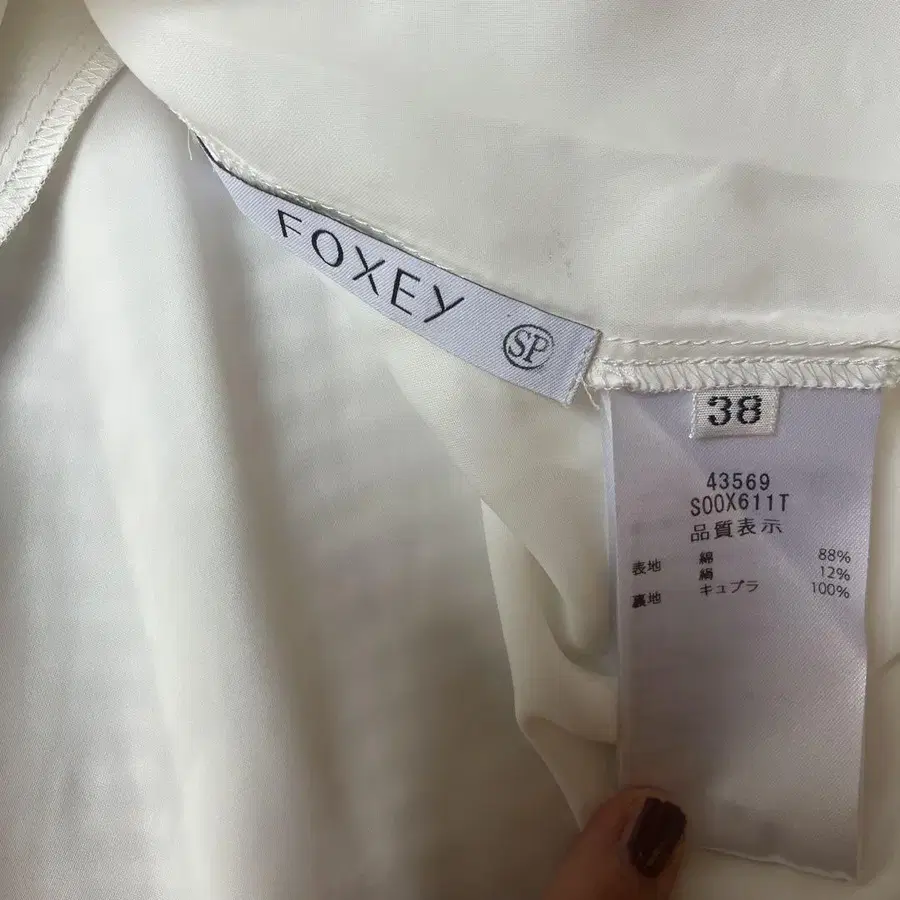 FOXEY SP
38
43569
S00X611T
品質表示
表地 綿 88%
絹 12%
裏地 キュプラ 100%